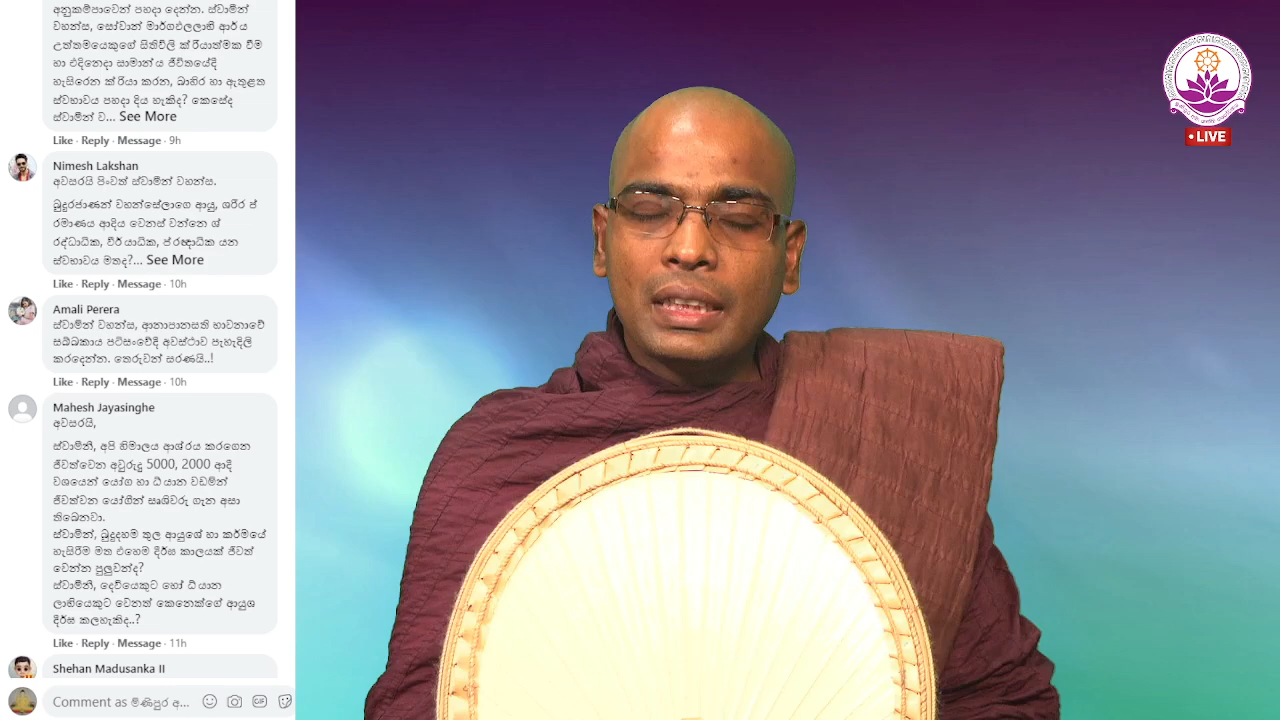 අනුකම්පාවෙන් පහදා දෙන්න. ස්වාමින්
වහන්ස, සෝවාන් මාර්ගඵලලාභී ආර්ය
උත්තමයෙකුගේ සිතිවිලි ක්‍රියාත්මක වීම
හා එදිනෙදා සාමාන්‍ය ජීවිතයේදී
හැසිරෙන ක්‍රියා කරන, බාහිර හා ඇතුළත
ස්වභාවය පහදා දිය හැකිද? කෙසේද
ස්වාමින් ව... See More
Like · Reply · Message · 9h
Nimesh Lakshan
අවසරයි පිංවත් ස්වාමින් වහන්ස.
බුදුරජාණන් වහන්සේලාගෙ ආයු, ශරීර ප්
රමාණය ආදිය වෙනස් වන්නෙ ශ්
රද්ධාධික, වීර්යාධික, ප්‍රඥාධික යන
ස්වභාවය මතද?... See More
Like · Reply · Message · 10h
Amali Perera
ස්වාමින් වහන්ස, ආනාපානසති භාවනාවේ
සබ්බකාය පටිසංවේදී අවස්ථාව පැහැදිලි
කරදෙන්න. තෙරුවන් සරණයි..!
Like · Reply · Message · 10h
Mahesh Jayasinghe
අවසරයි,
ස්වාමිනි, අපි හිමාලය ආශ්‍රය කරගෙන
ජීවත්වෙන අවුරුදු 5000, 2000 ආදී
වශයෙන් යෝග හා ධ්‍යාන වඩමින්
ජීවත්වන යෝගින් සෘශිවරු ගැන අසා
තිබෙනවා.
ස්වාමින්, බුදුදහම තුල ආයුශේ හා කර්මයේ
හැසිරීම මත එහෙම දීර්ඝ කාලයක් ජීවත්
වෙන්න පුලුවන්ද?
ස්වාමිනි, දෙවියෙකුට හෝ ධ්‍යාන
ලාභියෙකුට වෙනත් කෙනෙක්ගේ ආයුශ
දීර්ඝ කලහැකිද..?
Like · Reply · Message · 11h
Shehan Madusanka II
Comment as මිණිපුර අ...
GIF
LIVE